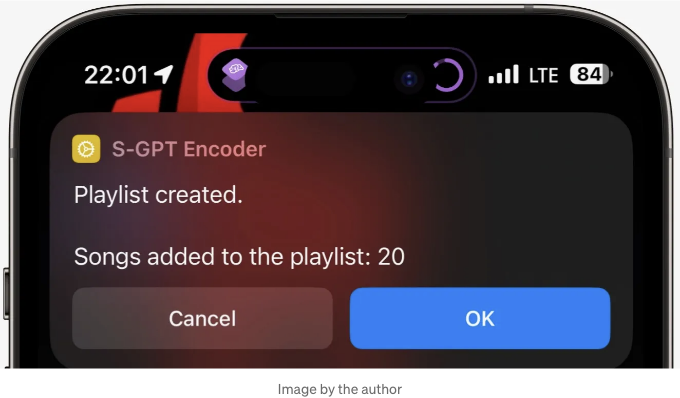 22:01 LTE 84
S-GPT Encoder
Playlist created.
Songs added to the playlist: 20
Cancel OK
Image by the author